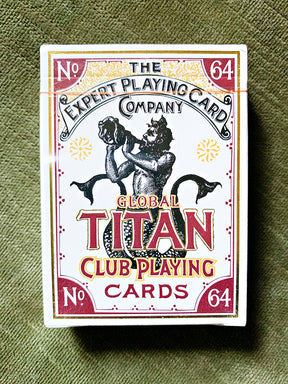 No 64
THE
EXPERT PLAYING CARD
COMPANY
GLOBAL
TITAN
CLUB PLAYING
CARDS
No 64